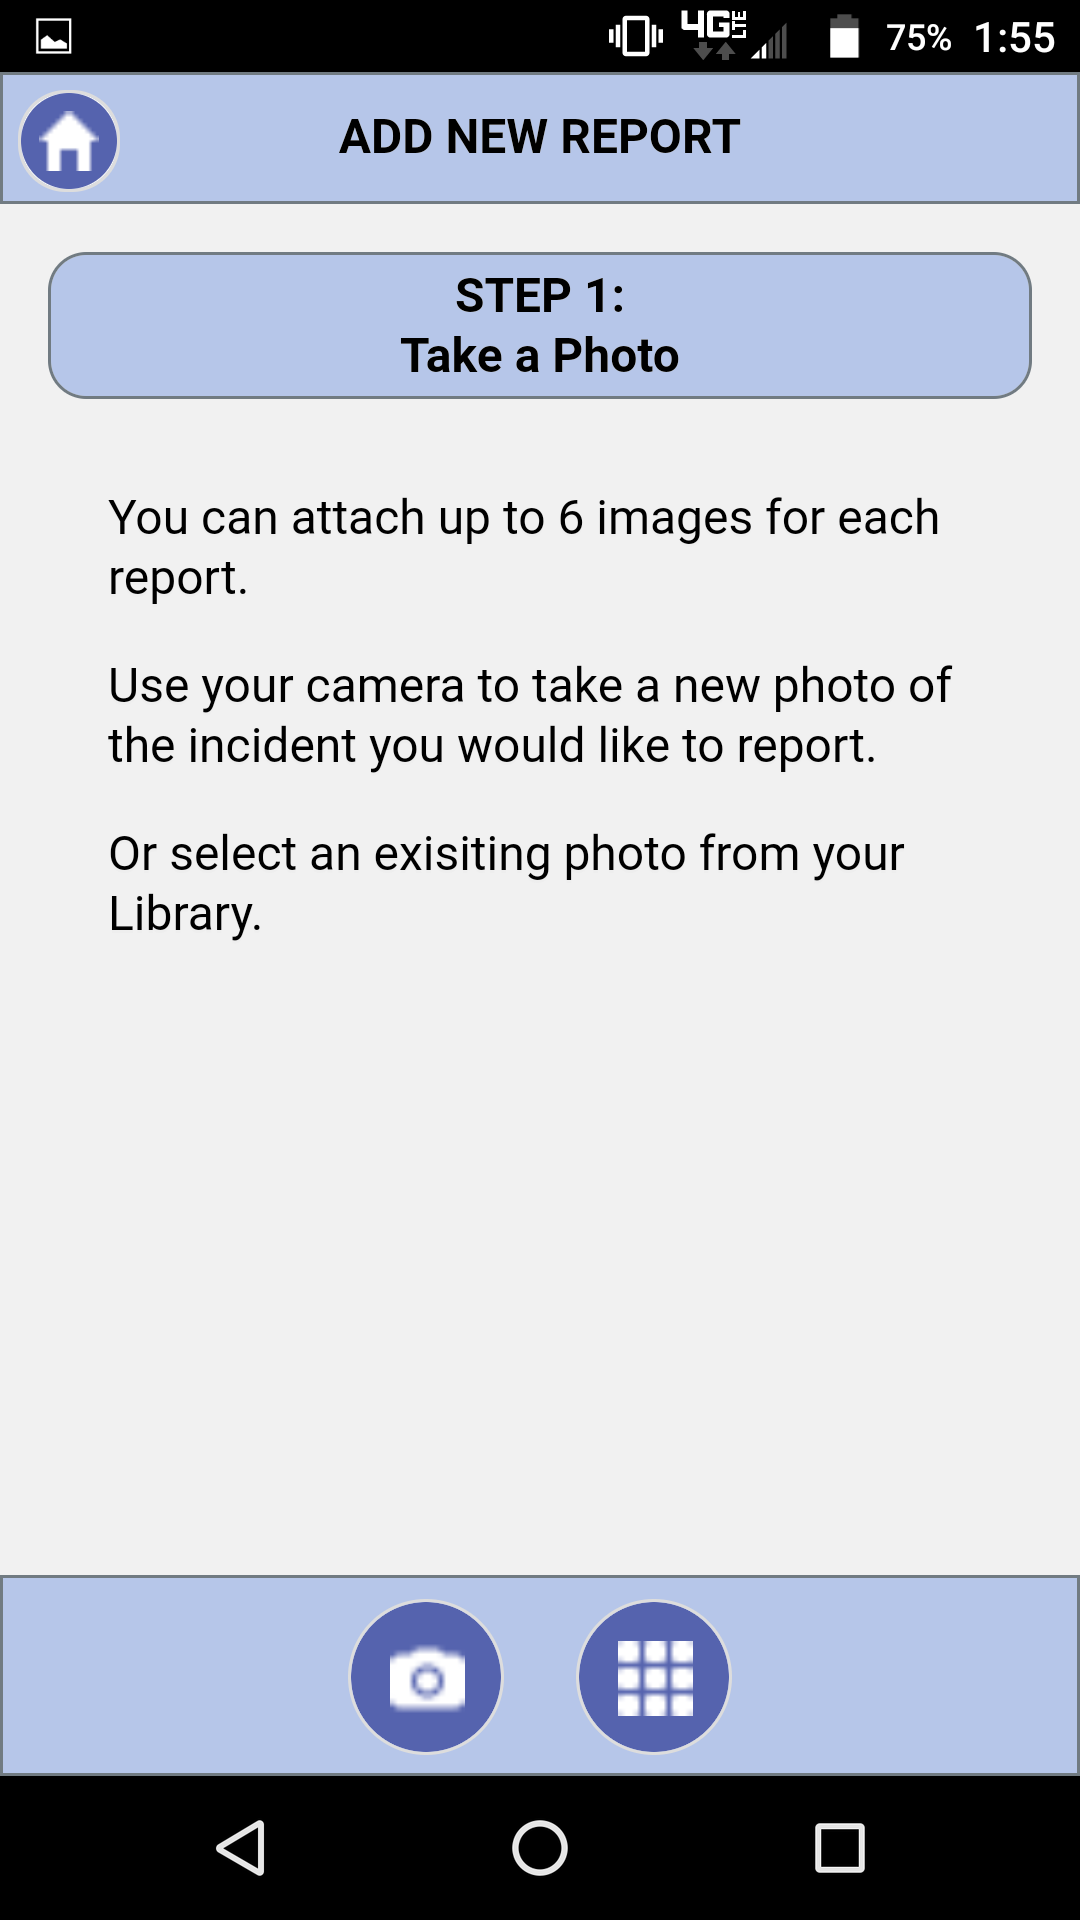 4G LTE 75% 1:55
ADD NEW REPORT
STEP 1:
Take a Photo
You can attach up to 6 images for each
report.
Use your camera to take a new photo of
the incident you would like to report.
Or select an exisiting photo from your
Library.